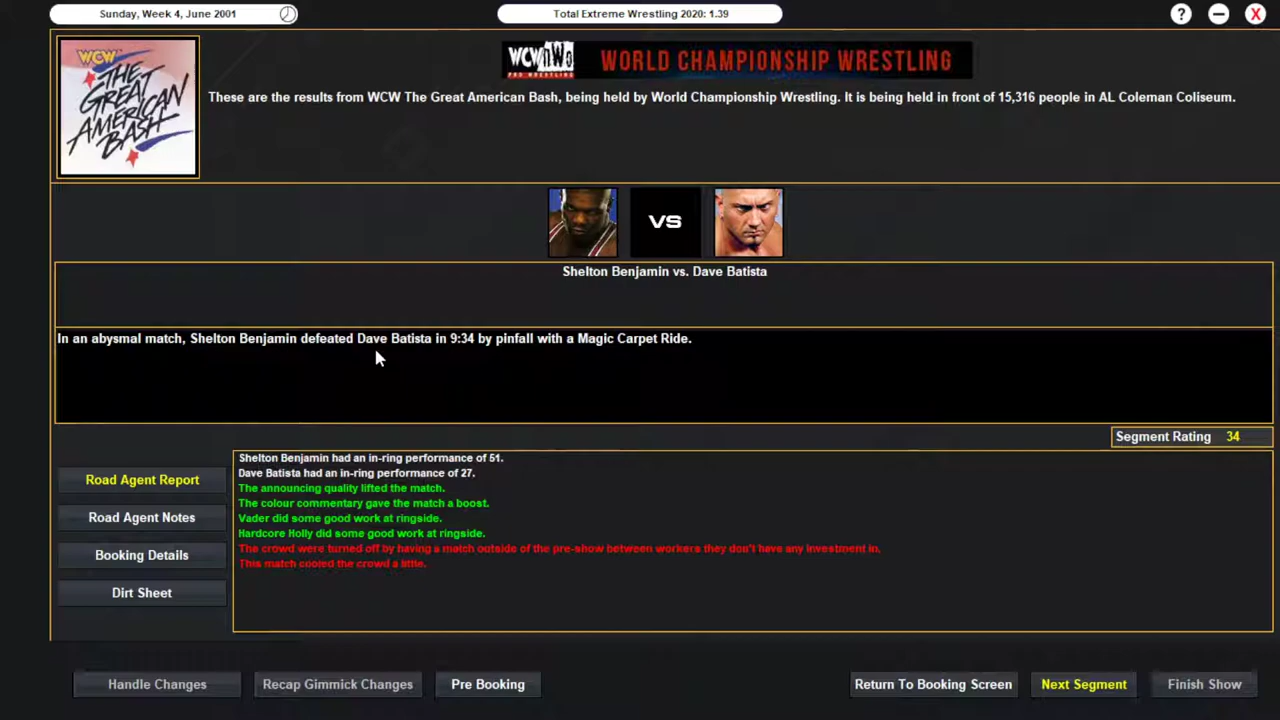 Sunday, Week 4, June 2001
Total Extreme Wrestling 2020: 1.39
?
X
WCW
THE
GREAT
AMERICAN
BASH
WCW
PRO WRESTLING
WORLD CHAMPIONSHIP WRESTLING
These are the results from WCW The Great American Bash, being held by World Championship Wrestling. It is being held in front of 15,316 people in AL Coleman Coliseum.
VS
Shelton Benjamin vs. Dave Batista
In an abysmal match, Shelton Benjamin defeated Dave Batista in 9:34 by pinfall with a Magic Carpet Ride.
Segment Rating 34
Road Agent Report
Road Agent Notes
Booking Details
Dirt Sheet
Shelton Benjamin had an in-ring performance of 51.
Dave Batista had an in-ring performance of 27.
The announcing quality lifted the match.
The colour commentary gave the match a boost.
Vader did some good work at ringside.
Hardcore Holly did some good work at ringside.
The crowd were turned off by having a match outside of the pre-show between workers they don't have any investment in.
This match cooled the crowd a little.
Handle Changes
Recap Gimmick Changes
Pre Booking
Return To Booking Screen
Next Segment
Finish Show